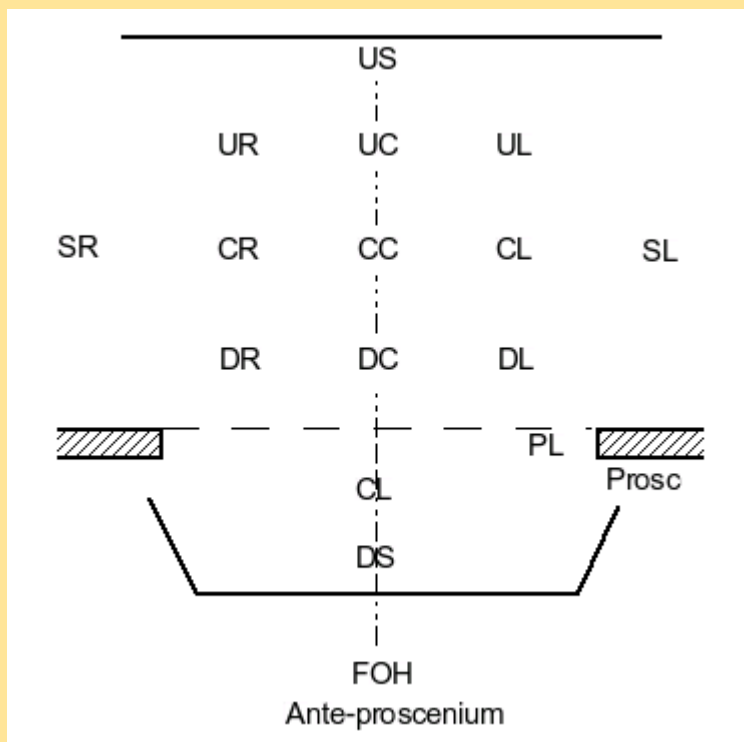 US
UR UC UL
SR CR CC CL SL
DR DC DL
PL
Prosc
CL
DS
FOH
Ante-proscenium